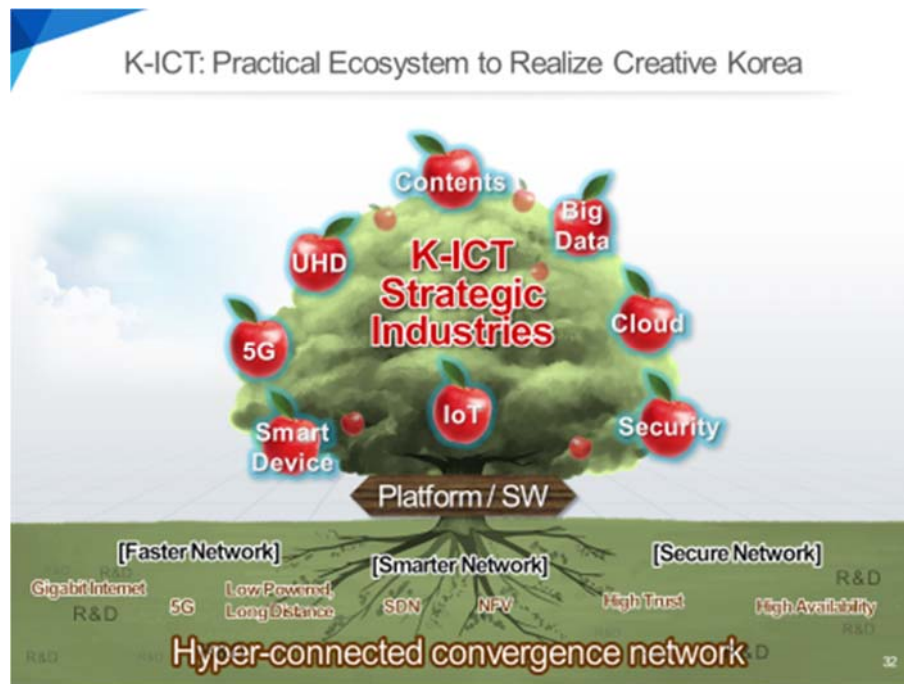 K-ICT: Practical Ecosystem to Realize Creative Korea
Contents
Big
Data
UHD
K-ICT
Strategic
Industries
Cloud
5G
IoT
Smart
Device
Security
Platform / SW
[Faster Network]
[Smarter Network]
[Secure Network]
R&D
R&D
R&D
Gigabit Internet
5G
Low Powered,
Long Distance
SDN
NFV
High Trust
High Availability
R&D
R&D
R&D
R&D
R&D
Hyper-connected convergence network
32